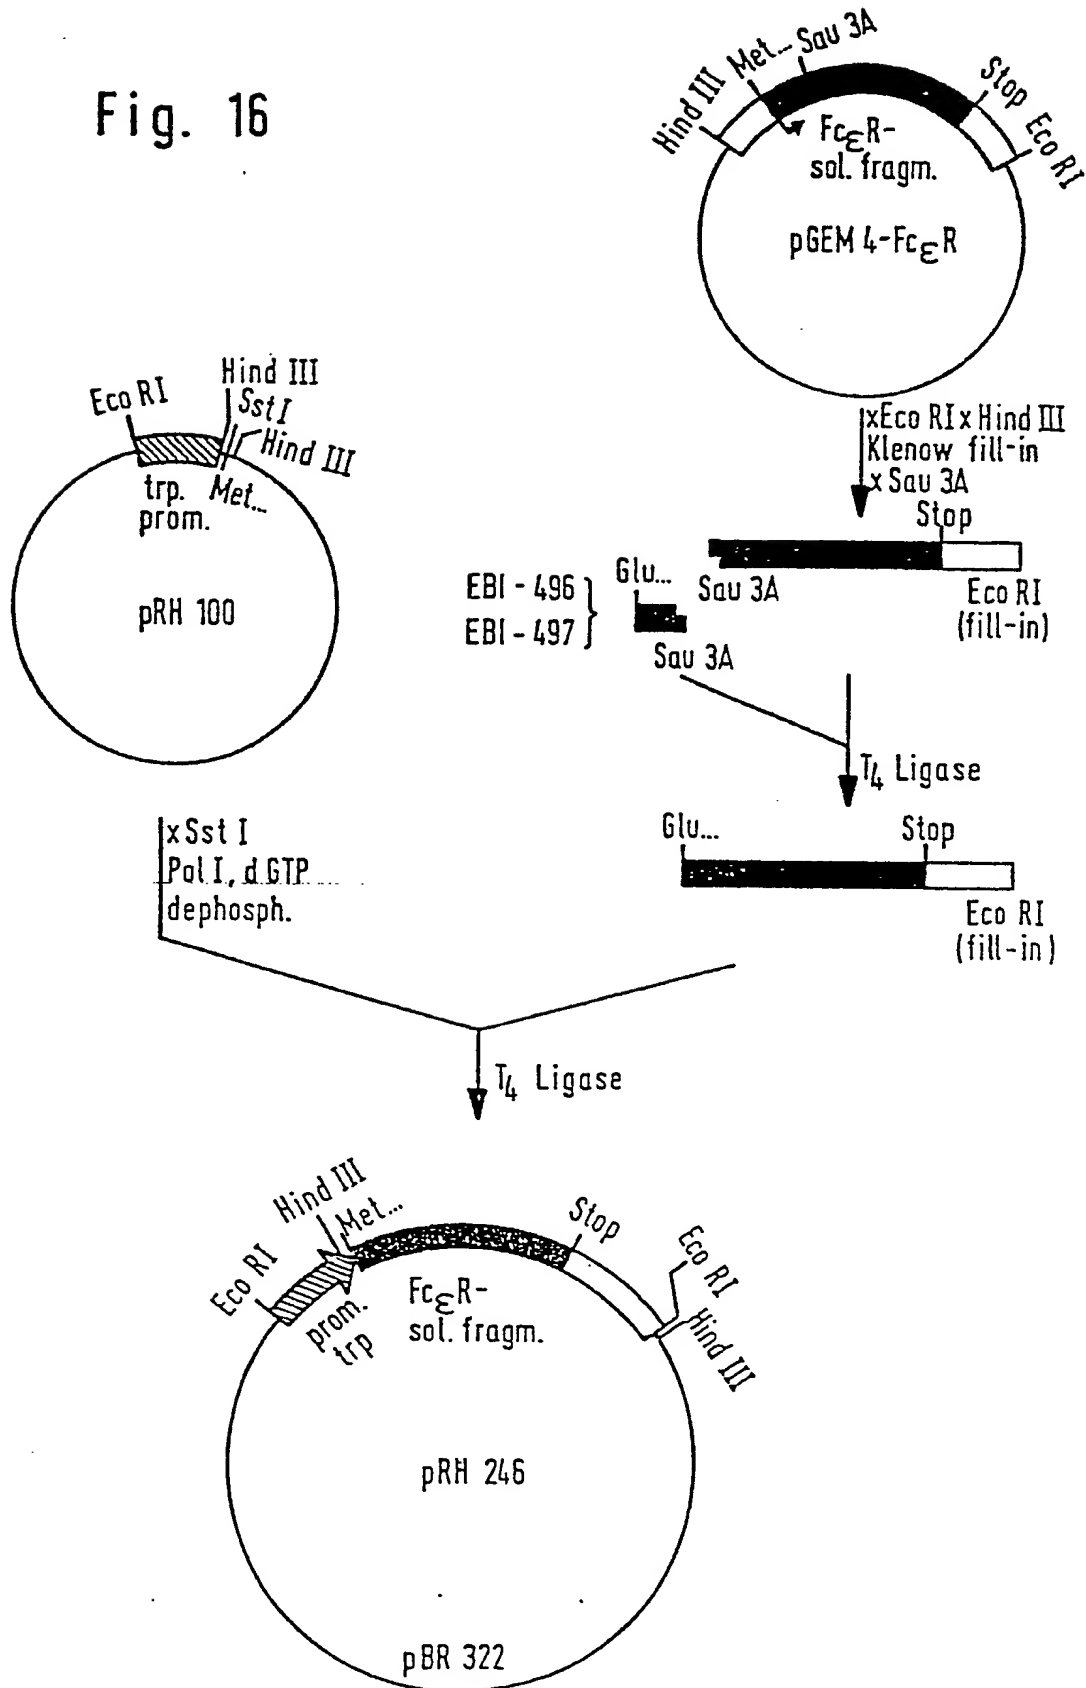 Fig. 16
Hind III
Met...
Sau 3A
Stop
Eco RI
FcεR-
sol. fragm.
pGEM 4-FcεR
Eco RI
Hind III
Sst I
Hind III
trp.
prom.
Met...
pRH 100
xEco RI x Hind III
Klenow fill-in
x Sau 3A
Stop
Sau 3A
Eco RI
(fill-in)
EBI - 496
EBI - 497
Glu...
Sau 3A
T4 Ligase
Glu...
Stop
Eco RI
(fill-in)
xSst I
Pol I, dGTP
dephosph.
T4 Ligase
Eco RI
Hind III
Met...
Stop
Eco RI
Hind III
prom.
trp
FcεR-
sol. fragm.
pRH 246
pBR 322